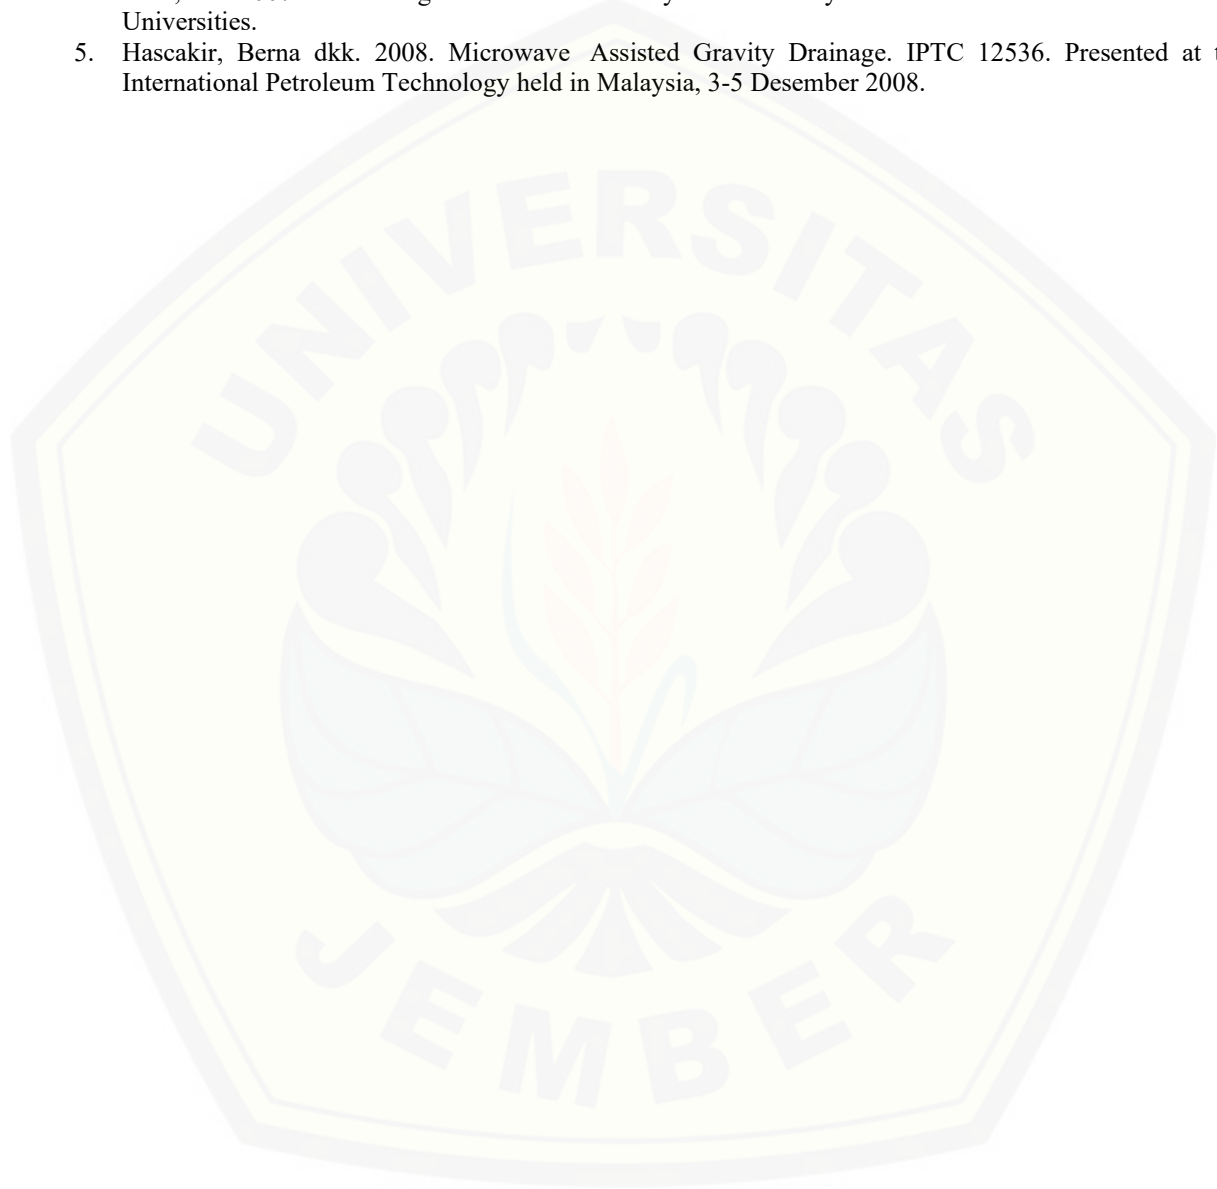 Universities.
5. Hascakir, Berna dkk. 2008. Microwave Assisted Gravity Drainage. IPTC 12536. Presented at
International Petroleum Technology held in Malaysia, 3-5 Desember 2008.
UNIVERSITAS
JEMBER